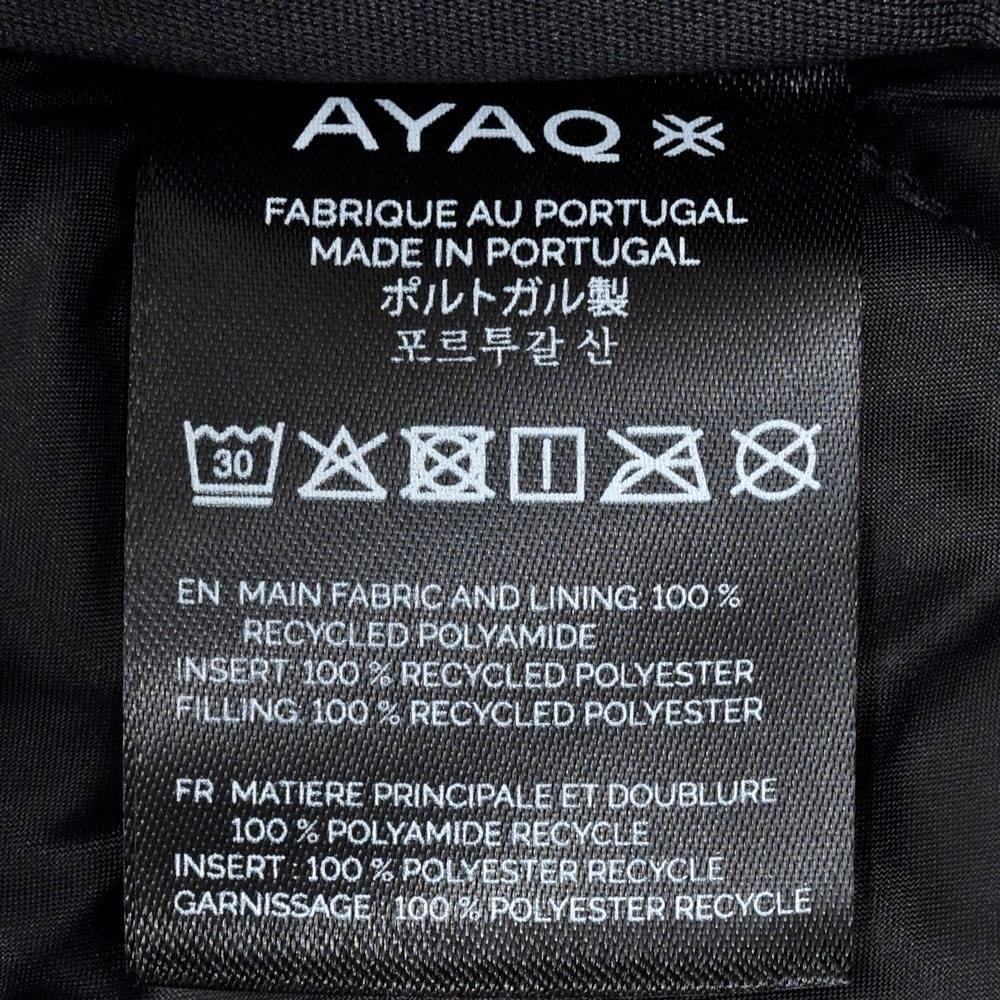 AYAQ
FABRIQUE AU PORTUGAL
MADE IN PORTUGAL
ポルトガル製
포르투갈 산
30
EN MAIN FABRIC AND LINING 100 %
RECYCLED POLYAMIDE
INSERT 100 % RECYCLED POLYESTER
FILLING 100 % RECYCLED POLYESTER
FR MATIERE PRINCIPALE ET DOUBLURE
100 % POLYAMIDE RECYCLE
INSERT : 100 % POLYESTER RECYCLE
GARNISSAGE : 100 % POLYESTER RECYCLE